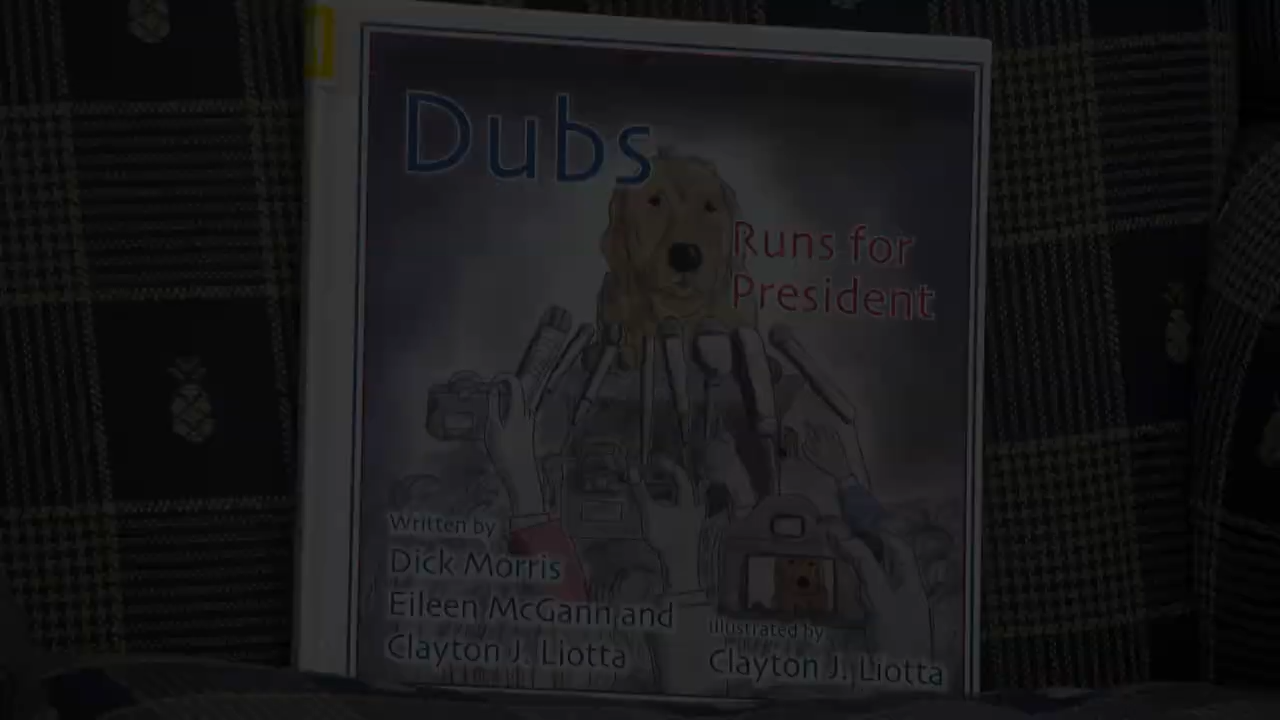 Dubs
Runs for
President
Written by
Dick Morris
Eileen McGann and
Clayton J. Liotta
Illustrated by
Clayton J. Liotta